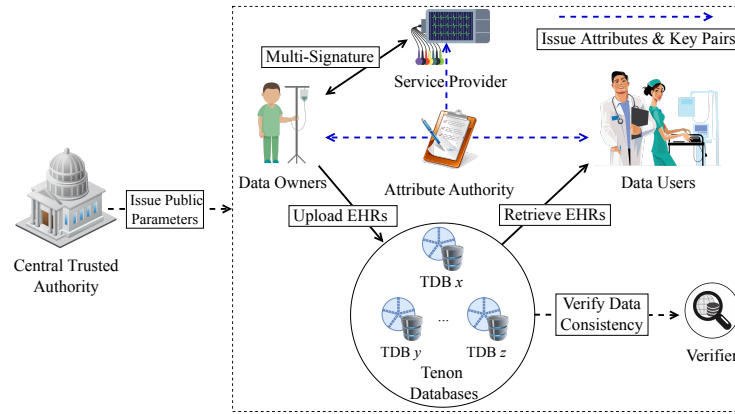 Issue Attributes & Key Pairs
Multi-Signature
Service Provider
Data Owners
Attribute Authority
Data Users
Issue Public
Parameters
Upload EHRs
Retrieve EHRs
Central Trusted
Authority
TDB x
Verify Data
Consistency
TDB y
...
TDB z
Verifier
Tenon
Databases